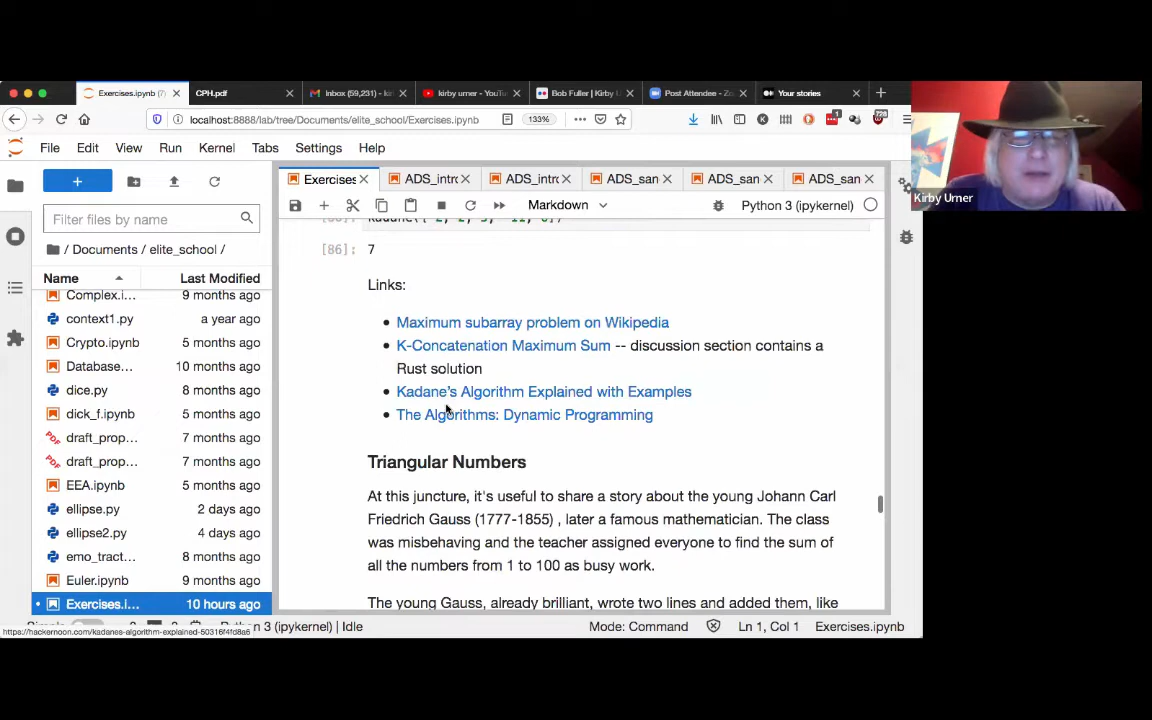 Exercises.ipynb (7)
CPH.pdf
Inbox (59,231) - kir
kirby urner - YouTu
Bob Fuller | Kirby U
Post Attendee - Zo
Your stories
localhost:8888/lab/tree/Documents/elite_school/Exercises.ipynb
133%
File Edit View Run Kernel Tabs Settings Help
Kirby Urner
Exercises
ADS_intro
ADS_intro
ADS_san
ADS_san
ADS_san
Markdown
Python 3 (ipykernel)
Filter files by name
/ Documents / elite_school /
Name Last Modified
Complex.i... 9 months ago
context1.py a year ago
Crypto.ipynb 5 months ago
Database... 10 months ago
dice.py 8 months ago
dick_f.ipynb 5 months ago
draft_prop... 7 months ago
draft_prop... 7 months ago
EEA.ipynb 5 months ago
ellipse.py 2 days ago
ellipse2.py 4 days ago
emo_tract... 8 months ago
Euler.ipynb 9 months ago
Exercises.i... 10 hours ago
[86]: 7
Links:
Maximum subarray problem on Wikipedia
K-Concatenation Maximum Sum -- discussion section contains a
Rust solution
Kadane's Algorithm Explained with Examples
The Algorithms: Dynamic Programming
Triangular Numbers
At this juncture, it's useful to share a story about the young Johann Carl
Friedrich Gauss (1777-1855) , later a famous mathematician. The class
was misbehaving and the teacher assigned everyone to find the sum of
all the numbers from 1 to 100 as busy work.
The young Gauss, already brilliant, wrote two lines and added them, like
n 3 (ipykernel) | Idle
Mode: Command
Ln 1, Col 1
Exercises.ipynb